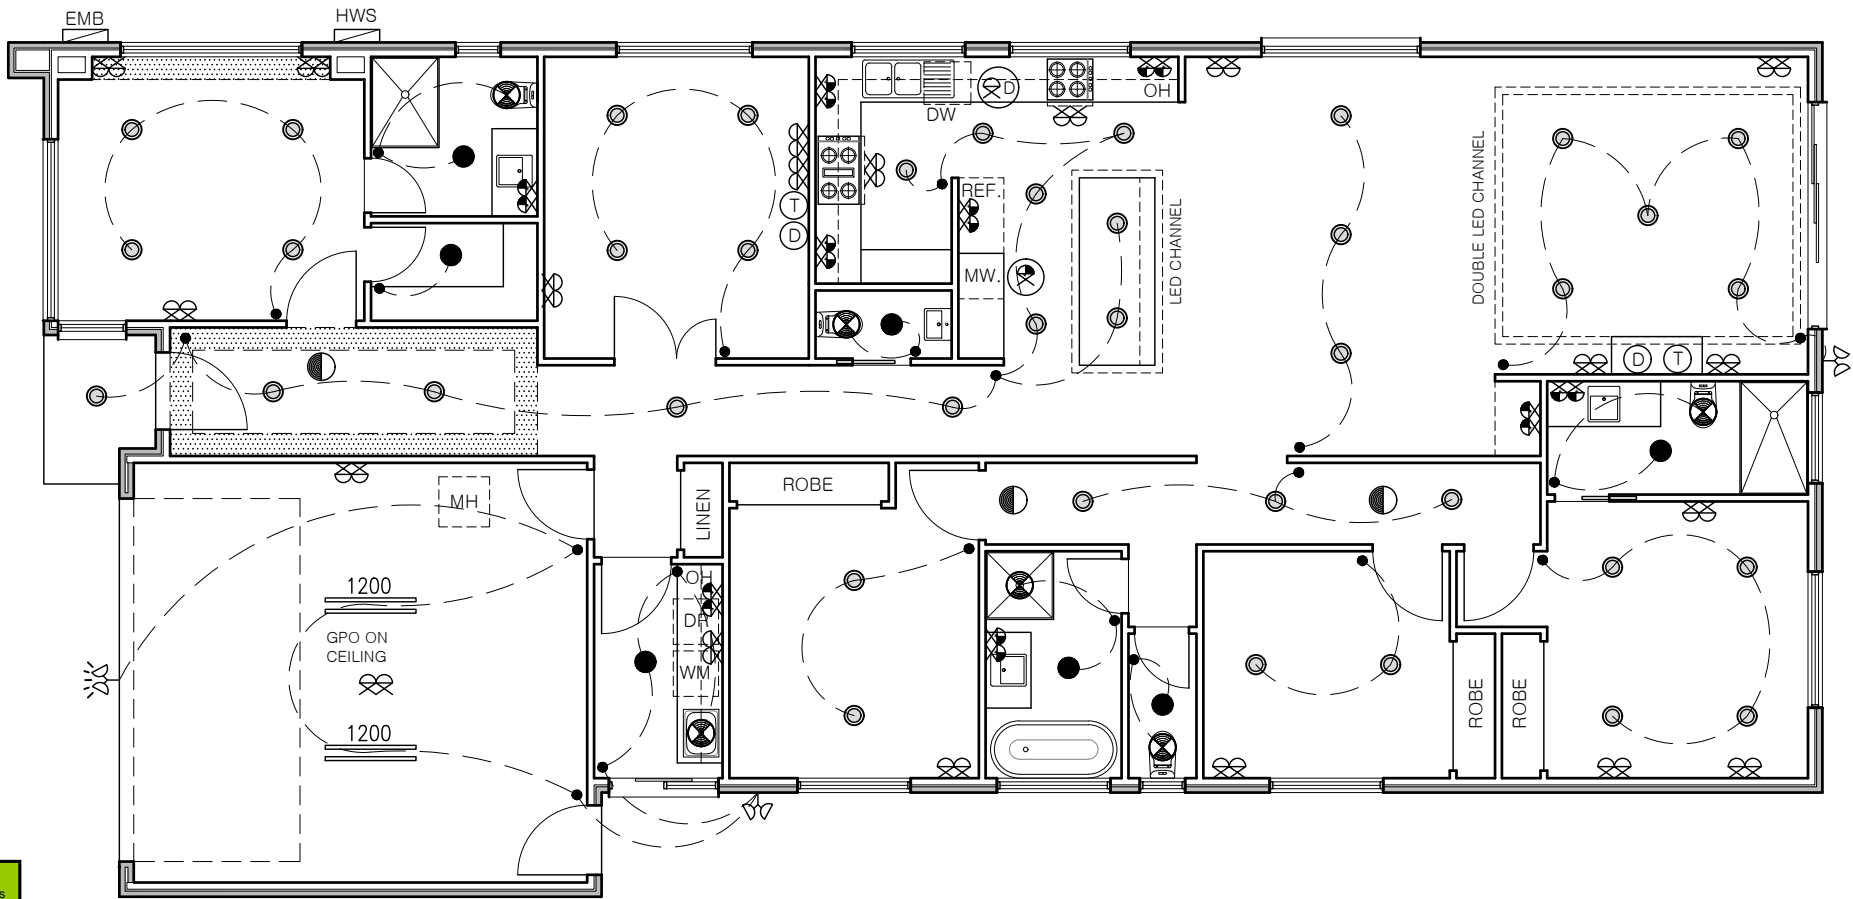 EMB
HWS
OH
DW
D
REF.
T
D
MW.
LED CHANNEL
DOUBLE LED CHANNEL
D
T
MH
LINEN
ROBE
1200
GPO ON
CEILING
1200
OH
DR
WM
ROBE
ROBE
s